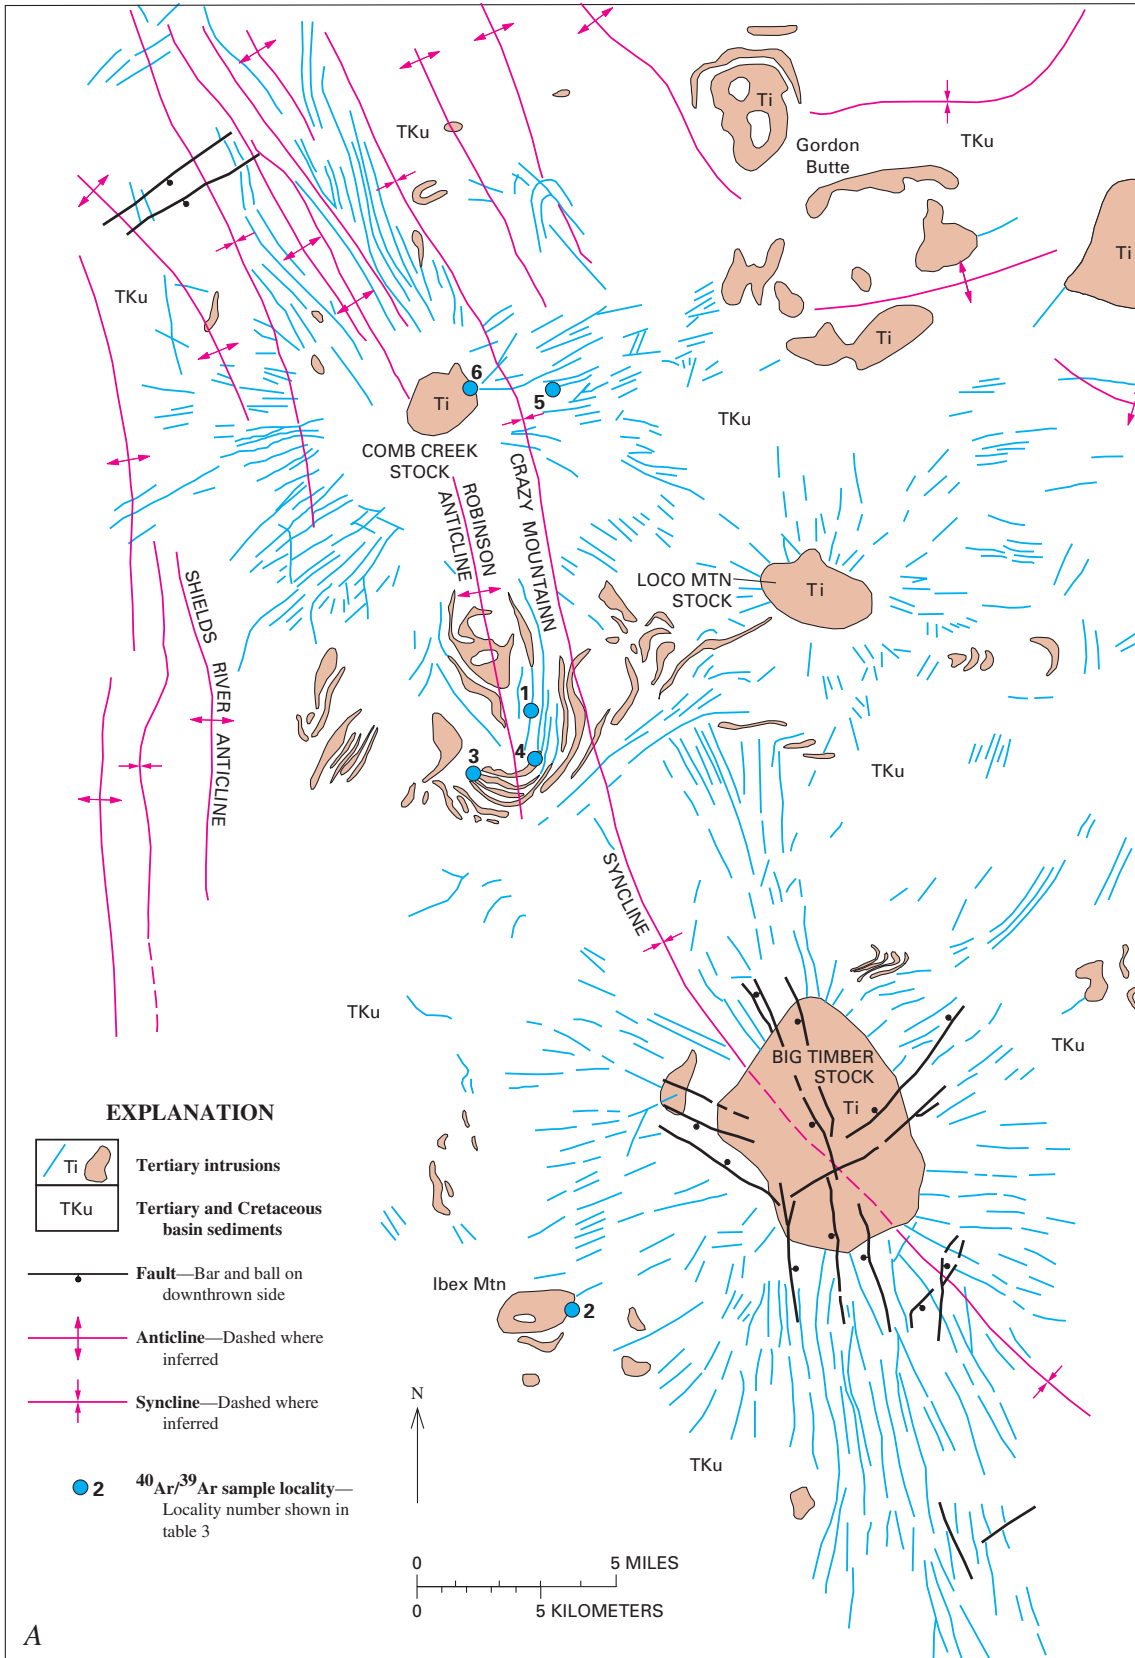 Ti
TKu
Gordon
Butte
TKu
Ti
TKu
Ti
6
5
Ti
TKu
COMB CREEK
STOCK
ROBINSON
ANTICLINE
CRAZY MOUNTAINN
SYNCLINE
LOCO MTN
STOCK
Ti
SHIELDS
RIVER
ANTICLINE
1
4
3
TKu
TKu
TKu
BIG TIMBER
STOCK
Ti
Ibex Mtn
2
TKu
EXPLANATION
Ti
Tertiary intrusions
TKu
Tertiary and Cretaceous
basin sediments
Fault—Bar and ball on
downthrown side
Anticline—Dashed where
inferred
Syncline—Dashed where
inferred
2
40Ar/39Ar sample locality—
Locality number shown in
table 3
N
0 5 MILES
0 5 KILOMETERS
A